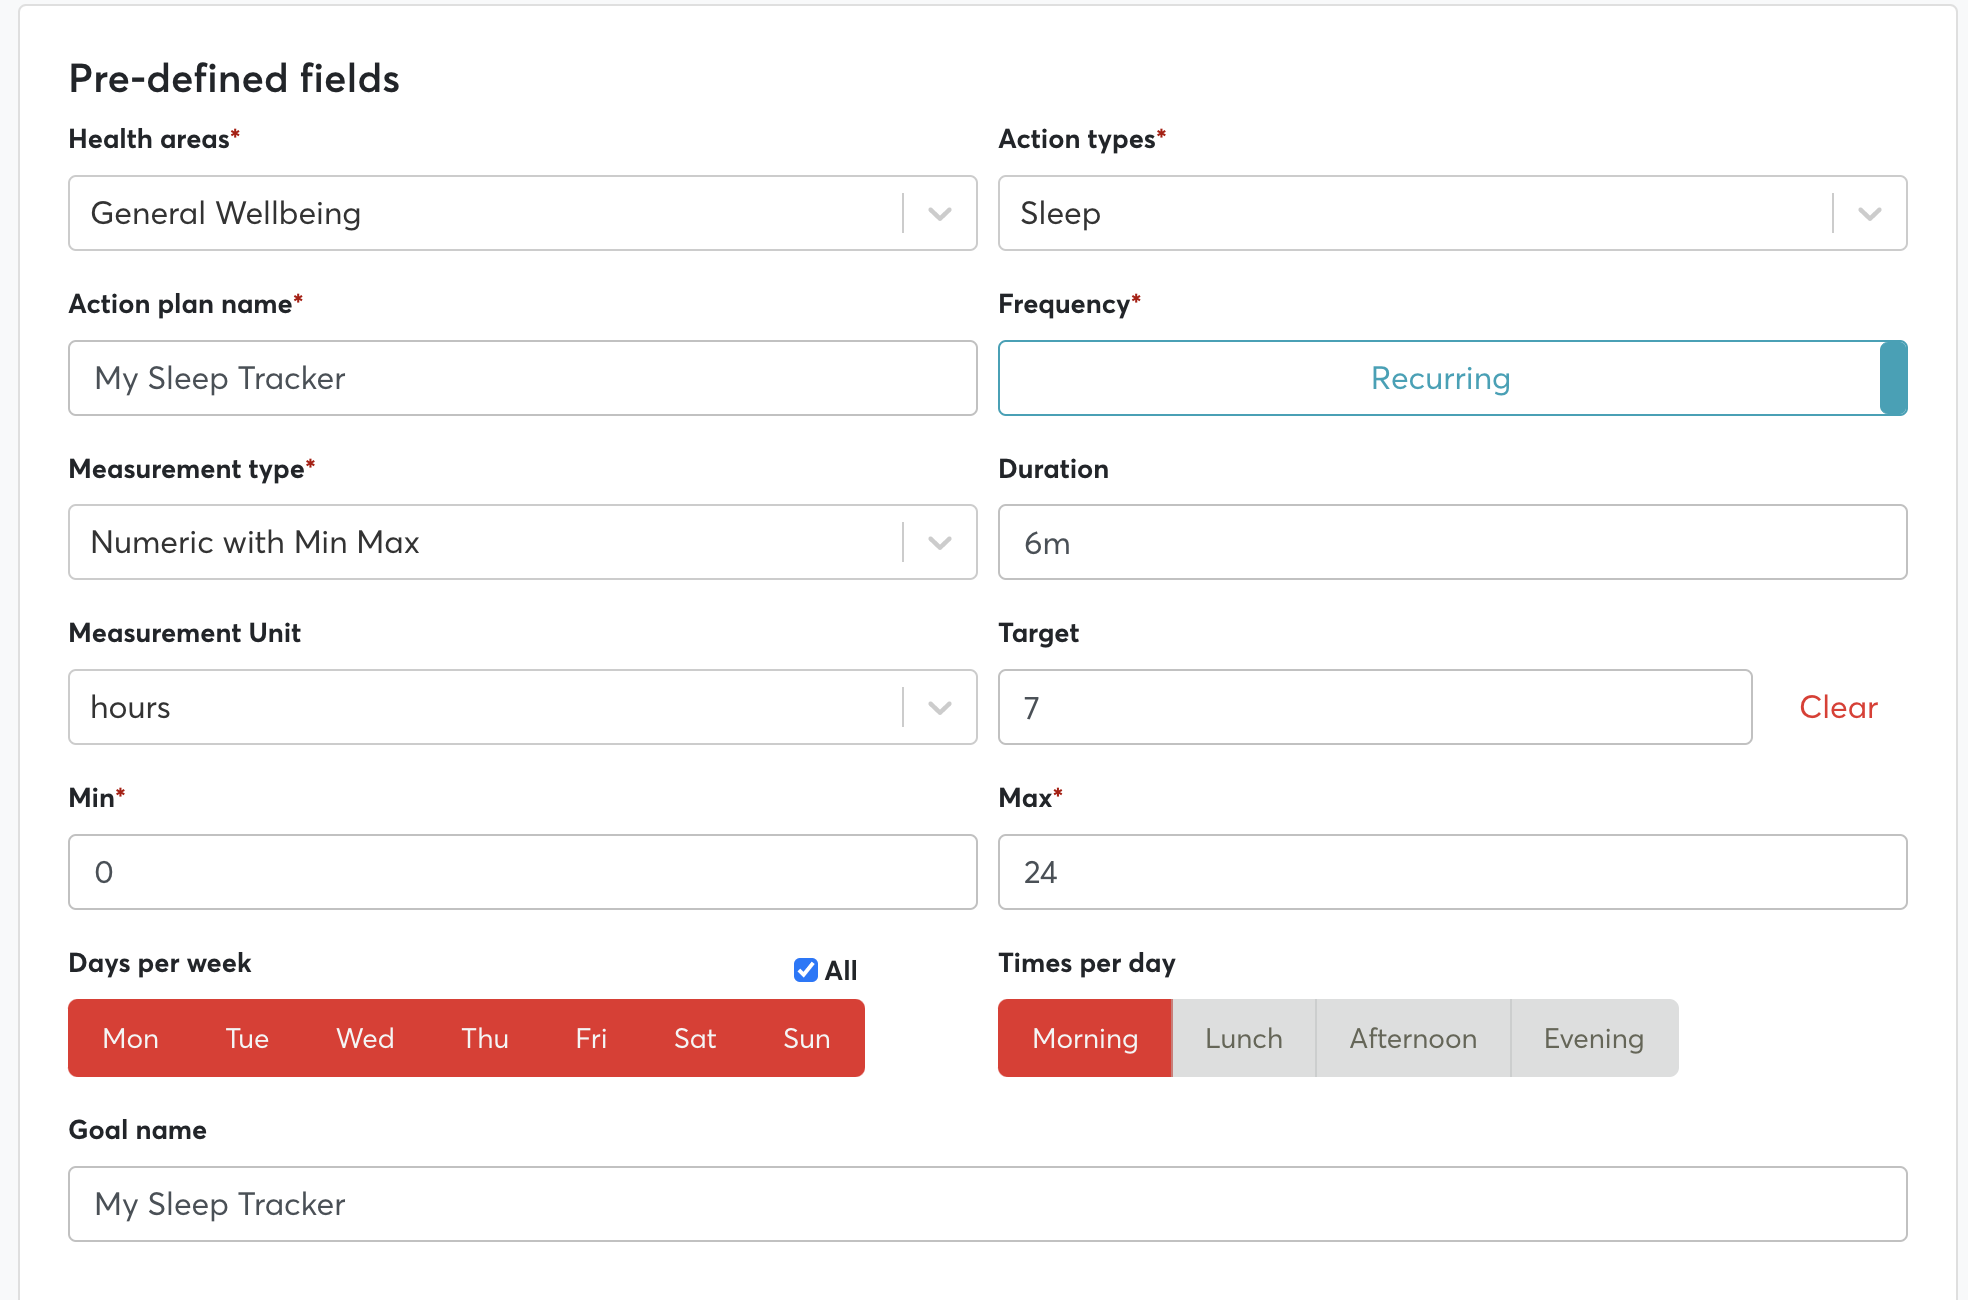 Pre-defined fields
Health areas*
Action types*
General Wellbeing
Sleep
Action plan name*
Frequency*
My Sleep Tracker
Recurring
Measurement type*
Duration
Numeric with Min Max
6m
Measurement Unit
Target
hours
7
Clear
Min*
Max*
0
24
Days per week
All
Times per day
Mon Tue Wed Thu Fri Sat Sun
Morning Lunch Afternoon Evening
Goal name
My Sleep Tracker